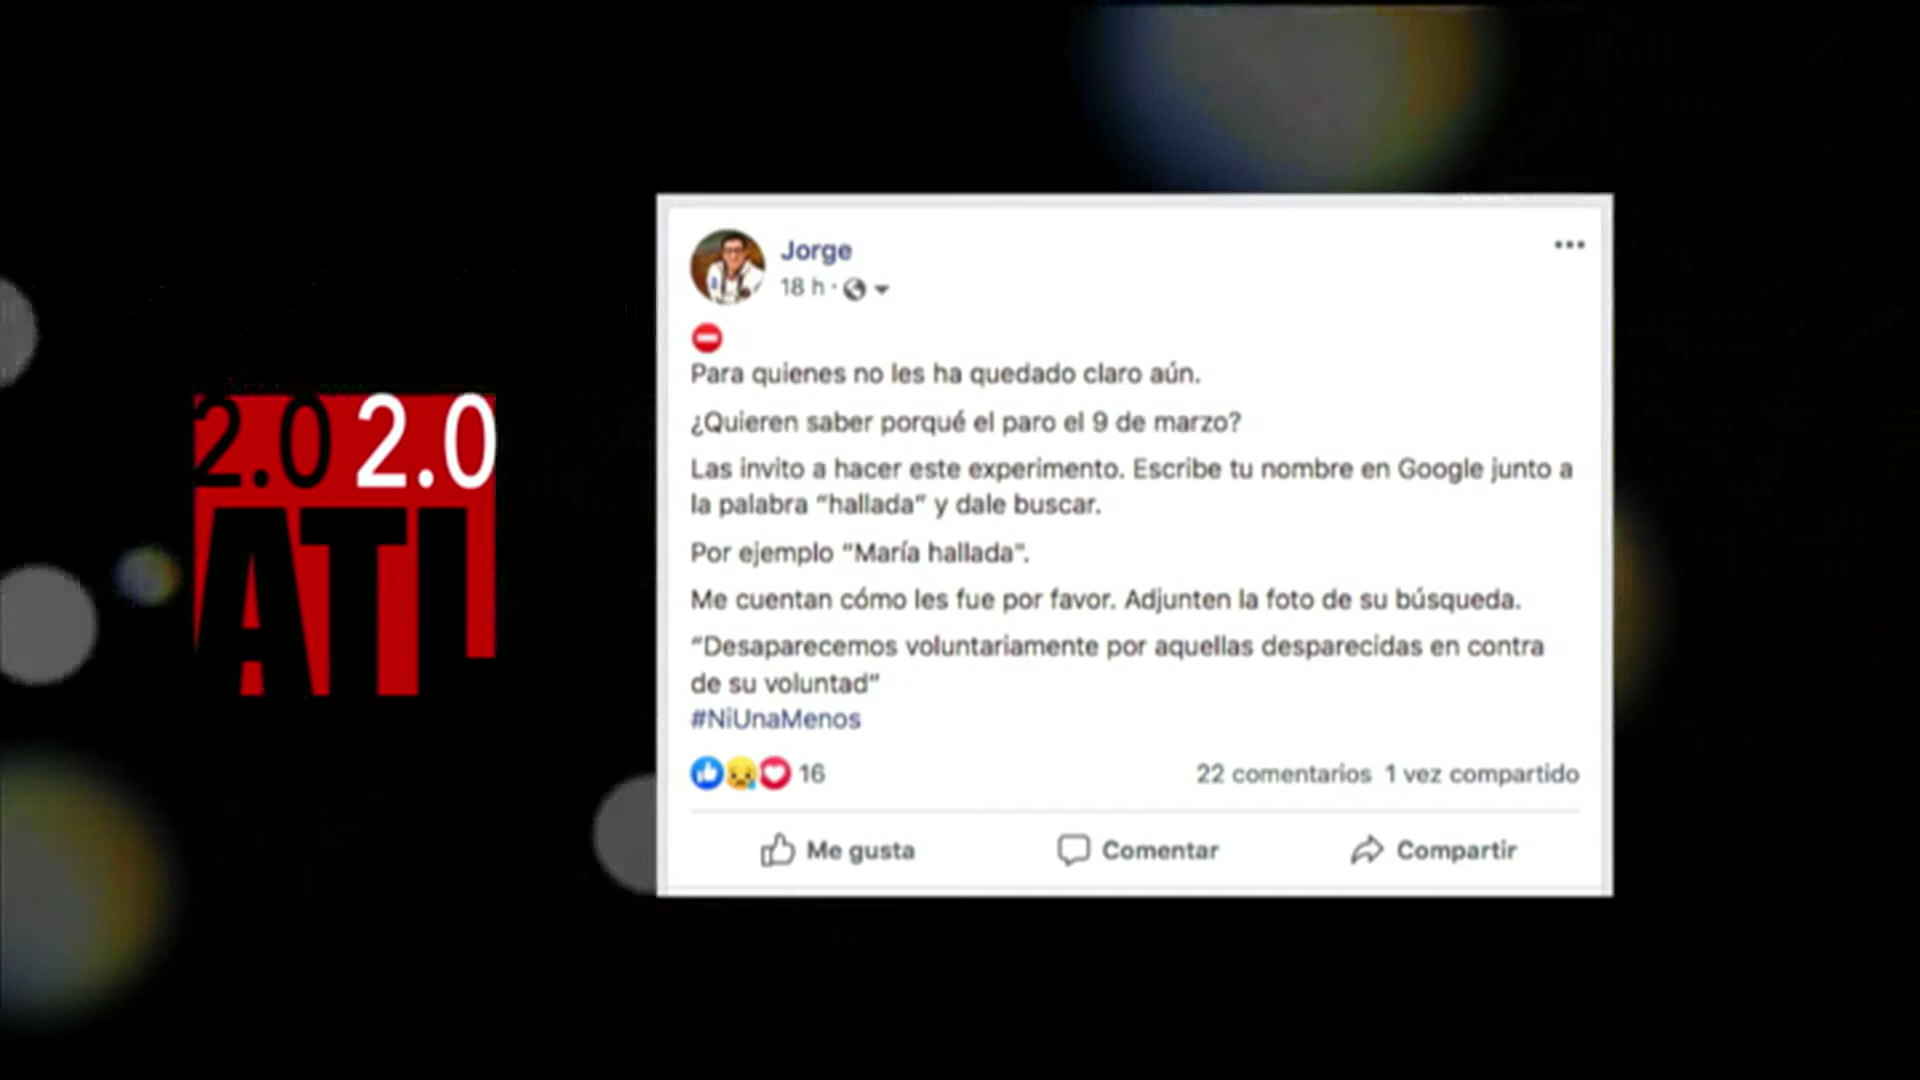 2.0 2.0
ATL
Jorge
18 h ·
Para quienes no les ha quedado claro aún.
¿Quieren saber porqué el paro el 9 de marzo?
Las invito a hacer este experimento. Escribe tu nombre en Google junto a
la palabra “hallada” y dale buscar.
Por ejemplo “María hallada”.
Me cuentan cómo les fue por favor. Adjunten la foto de su búsqueda.
“Desaparecemos voluntariamente por aquellas desparecidas en contra
de su voluntad”
#NiUnaMenos
16
22 comentarios 1 vez compartido
Me gusta Comentar Compartir